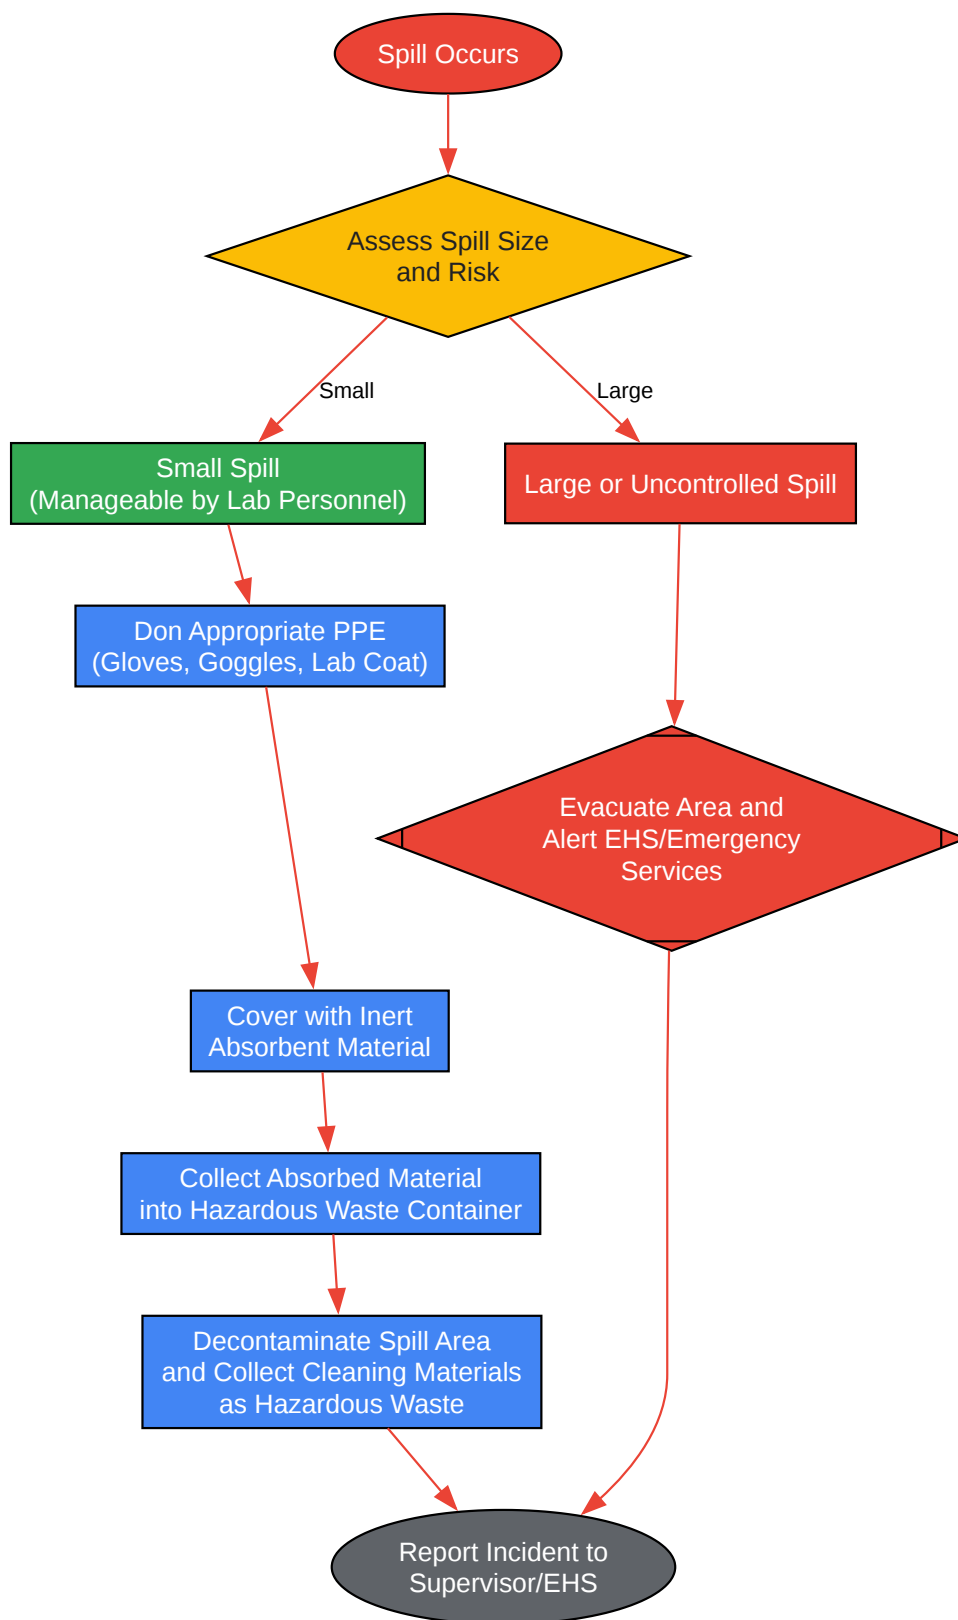 Spill Occurs
Assess Spill Size
and Risk
Small
Large
Small Spill
(Manageable by Lab Personnel)
Large or Uncontrolled Spill
Don Appropriate PPE
(Gloves, Goggles, Lab Coat)
Evacuate Area and
Alert EHS/Emergency
Services
Cover with Inert
Absorbent Material
Collect Absorbed Material
into Hazardous Waste Container
Decontaminate Spill Area
and Collect Cleaning Materials
as Hazardous Waste
Report Incident to
Supervisor/EHS